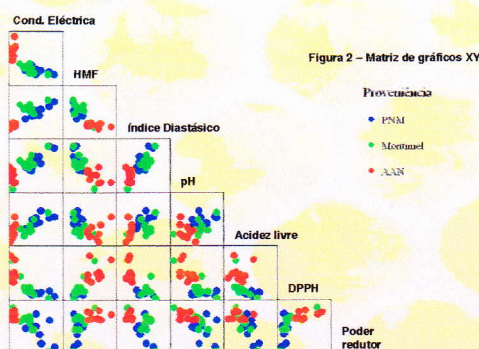 Cond. Eléctrica
Figura 2 – Matriz de gráficos XY
HMF
Proveniência
PNM
índice Diastásico
AAN
pH
Acidez livre
DPPH
Poder
redutor